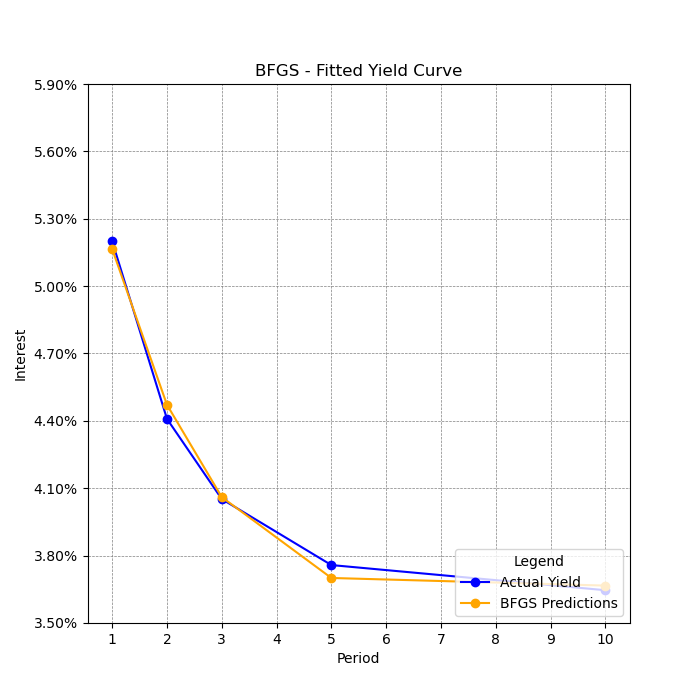 BFGS - Fitted Yield Curve
5.90%
5.60%
5.30%
5.00%
4.70%
4.40%
4.10%
3.80%
3.50%
Interest
1 2 3 4 5 6 7 8 9 10
Period
Legend
Actual Yield
BFGS Predictions